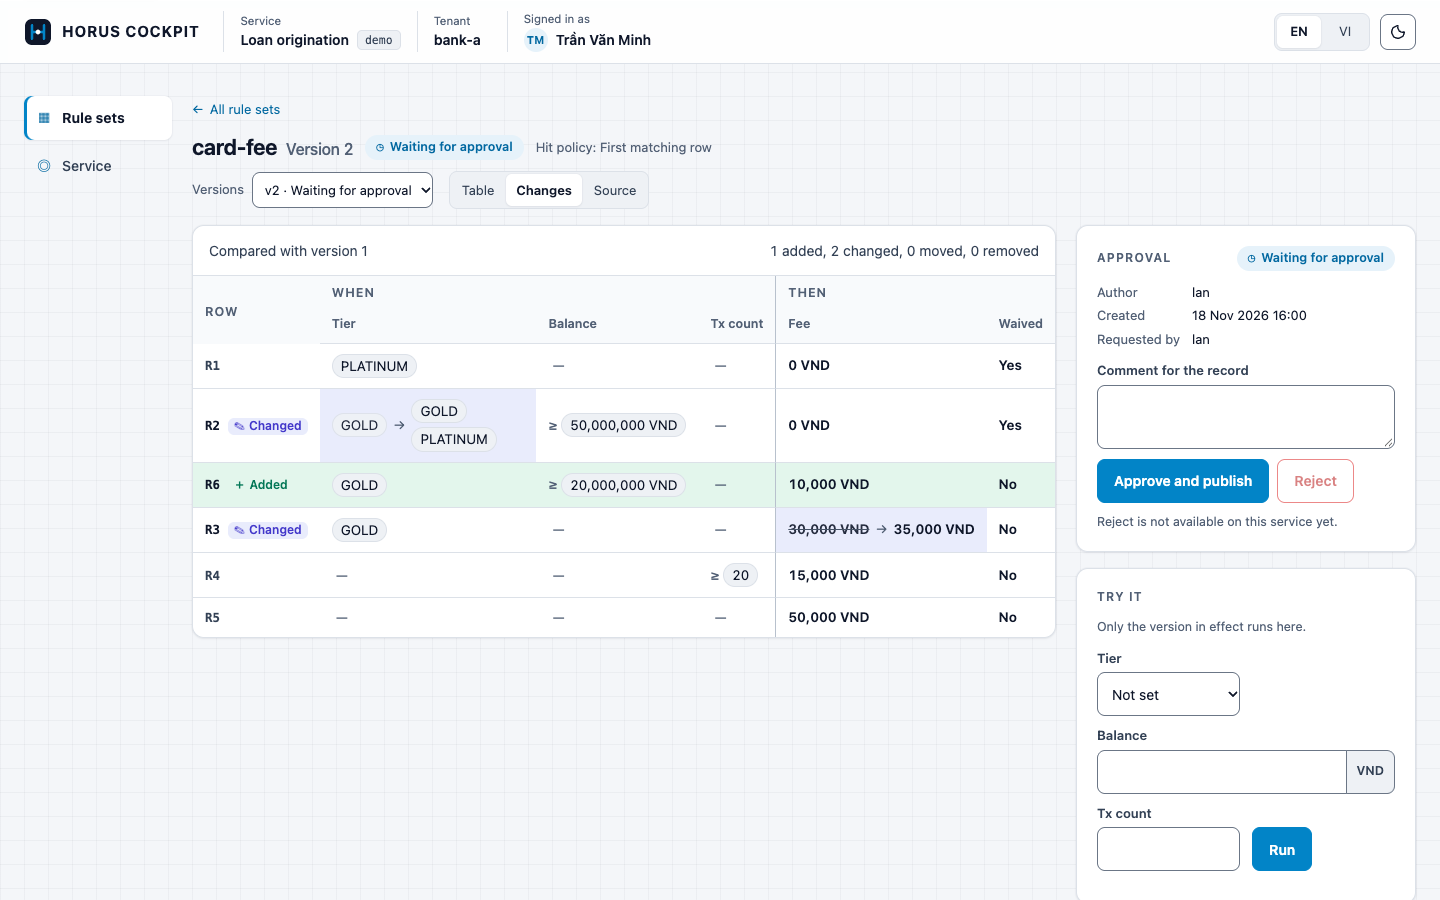 HORUS COCKPIT
Service
Loan origination demo
Tenant
bank-a
Signed in as
TM Trần Văn Minh
EN VI
Rule sets
Service
← All rule sets
card-fee Version 2 Waiting for approval Hit policy: First matching row
Versions v2 · Waiting for approval Table Changes Source
Compared with version 1 1 added, 2 changed, 0 moved, 0 removed
ROW WHEN THEN
Tier Balance Tx count Fee Waived
R1 PLATINUM — — 0 VND Yes
R2 ✎ Changed GOLD → GOLD PLATINUM ≥ 50,000,000 VND — 0 VND Yes
R6 + Added GOLD ≥ 20,000,000 VND — 10,000 VND No
R3 ✎ Changed GOLD — — 30,000 VND → 35,000 VND No
R4 — — ≥ 20 15,000 VND No
R5 — — — 50,000 VND No
APPROVAL Waiting for approval
Author lan
Created 18 Nov 2026 16:00
Requested by lan
Comment for the record
Approve and publish Reject
Reject is not available on this service yet.
TRY IT
Only the version in effect runs here.
Tier
Not set
Balance
VND
Tx count
Run